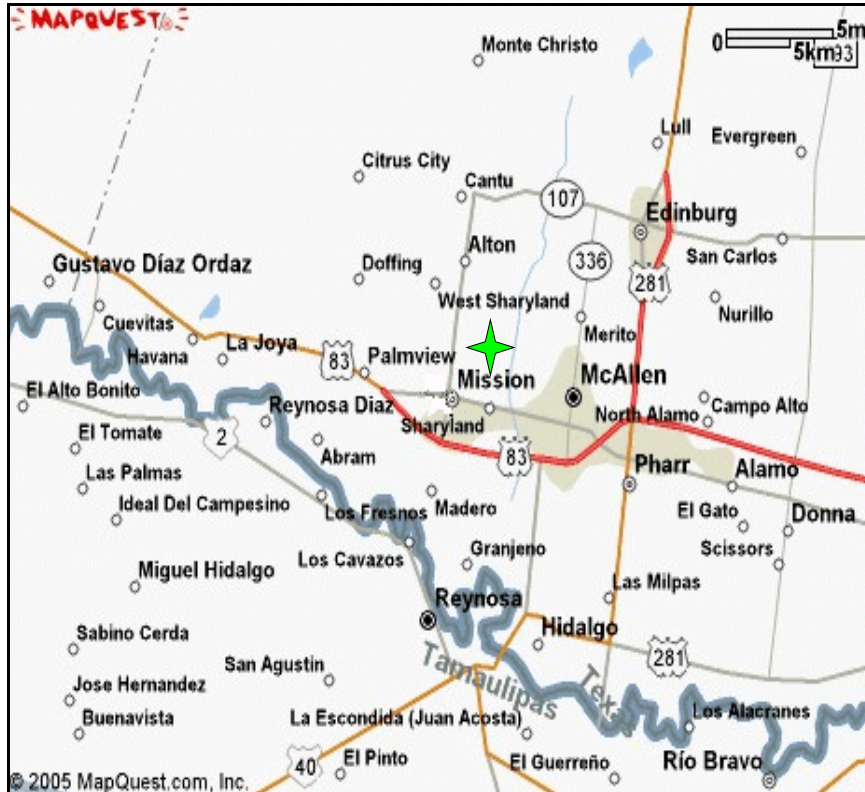 MAPQUEST
0
5m
5km
93
Monte Christo
Lull
Evergreen
Citrus City
Cantu
107
Edinburg
Alton
336
San Carlos
Gustavo Díaz Ordaz
Doffing
281
West Sharyland
Nurillo
Cuevitas
Merito
Havana
La Joya
83
Palmview
Mission
McAllen
El Alto Bonito
Reynosa Diaz
Sharyland
North Alamo
Campo Alto
El Tomate
2
Abram
83
Pharr
Alamo
Las Palmas
Ideal Del Campesino
Los Fresnos
Madero
El Gato
Donna
Los Cavazos
Granjeno
Scissors
Miguel Hidalgo
Las Milpas
Reynosa
Hidalgo
Sabino Cerda
281
San Agustin
Tamaulipas
Texas
Jose Hernandez
Buenavista
La Escondida (Juan Acosta)
Los Alacranes
40
El Pinto
El Guerreño
Río Bravo
© 2005 MapQuest.com, Inc.